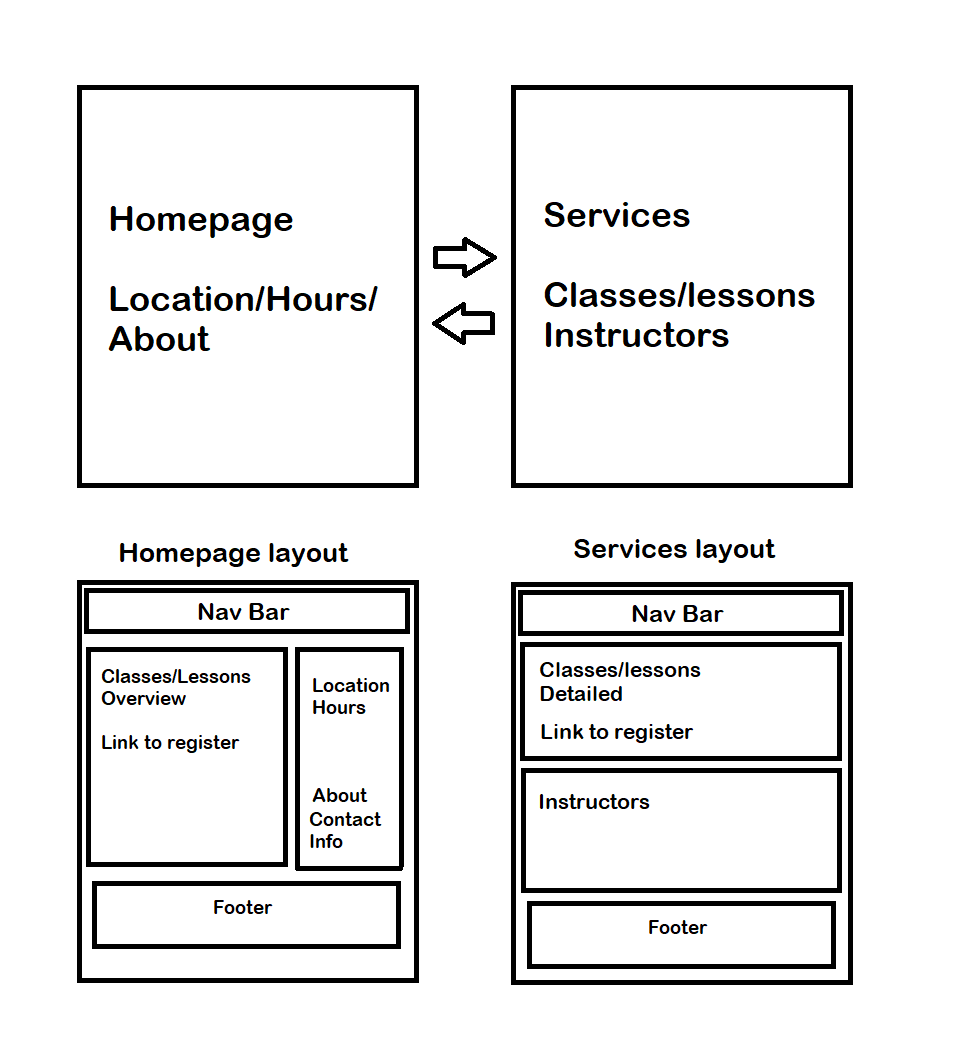 Homepage
Location/Hours/
About
Services
Classes/lessons
Instructors
Homepage layout
Nav Bar
Classes/Lessons
Overview
Link to register
Location
Hours
About
Contact
Info
Footer
Services layout
Nav Bar
Classes/lessons
Detailed
Link to register
Instructors
Footer